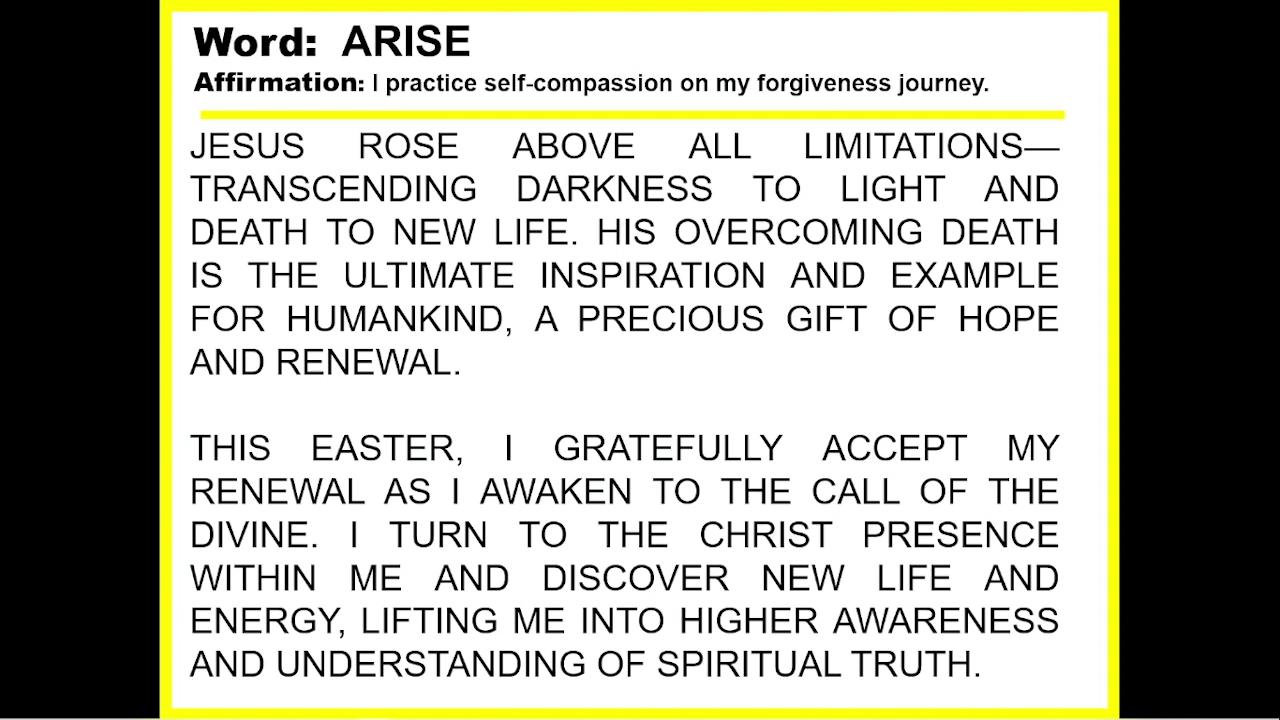 Word: ARISE
Affirmation: I practice self-compassion on my forgiveness journey.
JESUS ROSE ABOVE ALL LIMITATIONS—
TRANSCENDING DARKNESS TO LIGHT AND
DEATH TO NEW LIFE. HIS OVERCOMING DEATH
IS THE ULTIMATE INSPIRATION AND EXAMPLE
FOR HUMANKIND, A PRECIOUS GIFT OF HOPE
AND RENEWAL.
THIS EASTER, I GRATEFULLY ACCEPT MY
RENEWAL AS I AWAKEN TO THE CALL OF THE
DIVINE. I TURN TO THE CHRIST PRESENCE
WITHIN ME AND DISCOVER NEW LIFE AND
ENERGY, LIFTING ME INTO HIGHER AWARENESS
AND UNDERSTANDING OF SPIRITUAL TRUTH.